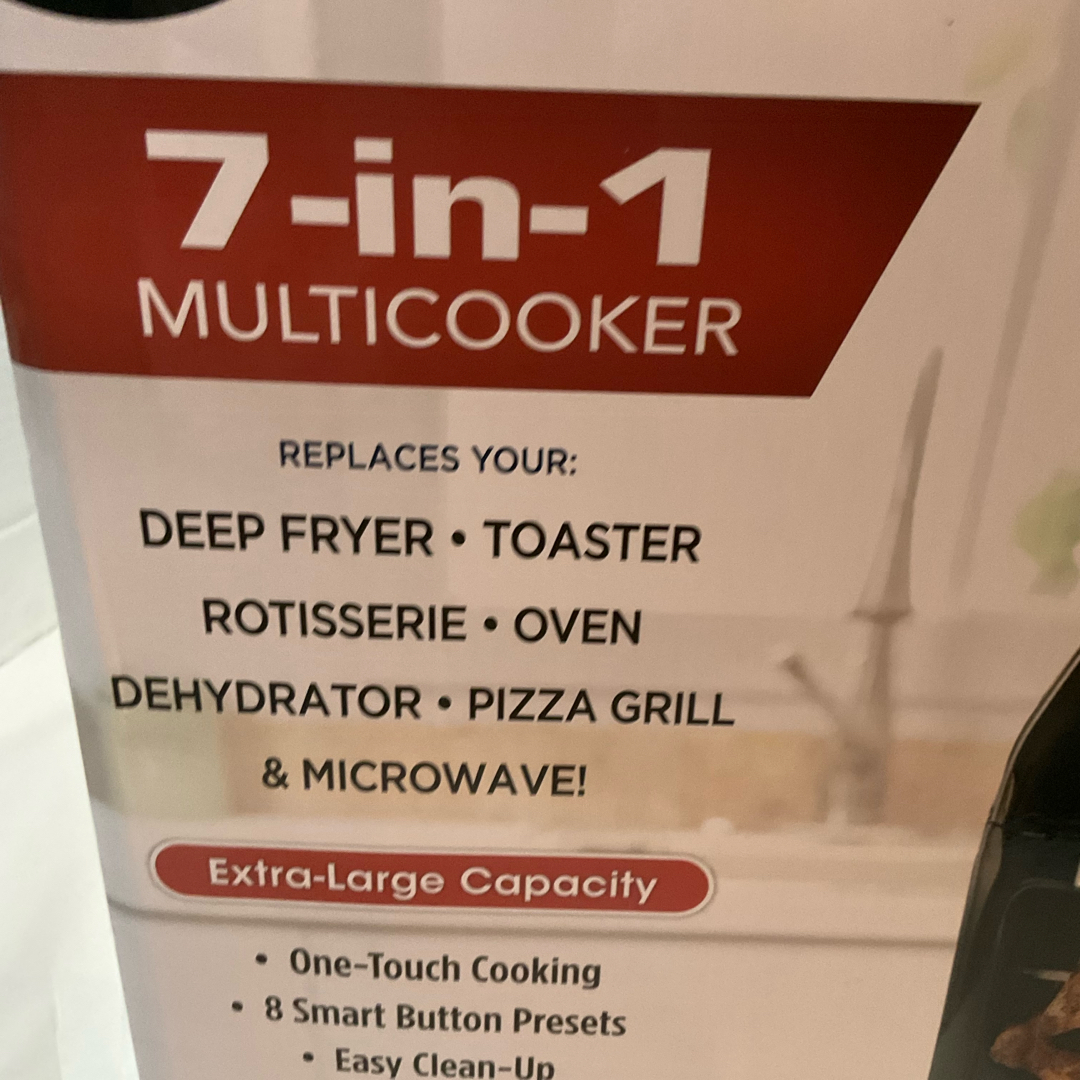 7-in-1
MULTICOOKER
REPLACES YOUR:
DEEP FRYER • TOASTER
ROTISSERIE • OVEN
DEHYDRATOR • PIZZA GRILL
& MICROWAVE!
Extra-Large Capacity
• One-Touch Cooking
• 8 Smart Button Presets
• Easy Clean-Up